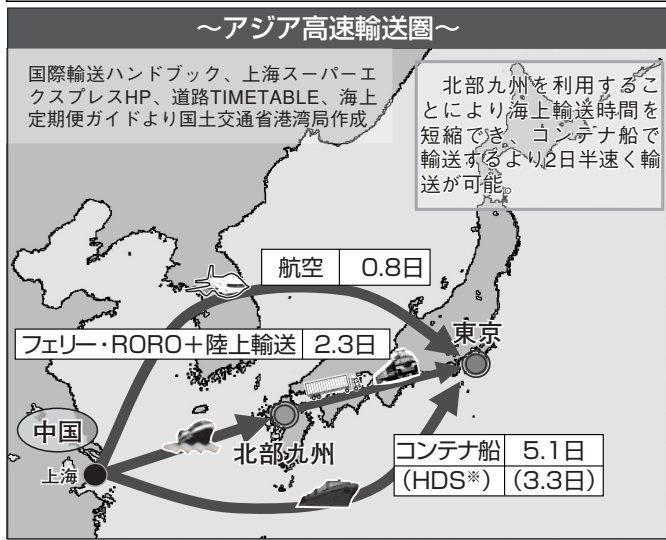 ～アジア高速輸送圏～
国際輸送ハンドブック、上海スーパーエ
クスプレスHP、道路TIMETABLE、海上
定期便ガイドより国土交通省港湾局作成
北部九州を利用するこ
とにより海上輸送時間を
短縮でき、コンテナ船で
輸送するより2日半速く輸
送が可能。
航空 0.8日
フェリー・RORO＋陸上輸送 2.3日
東京
中国
上海
北部九州
コンテナ船 5.1日
(HDS※) (3.3日)